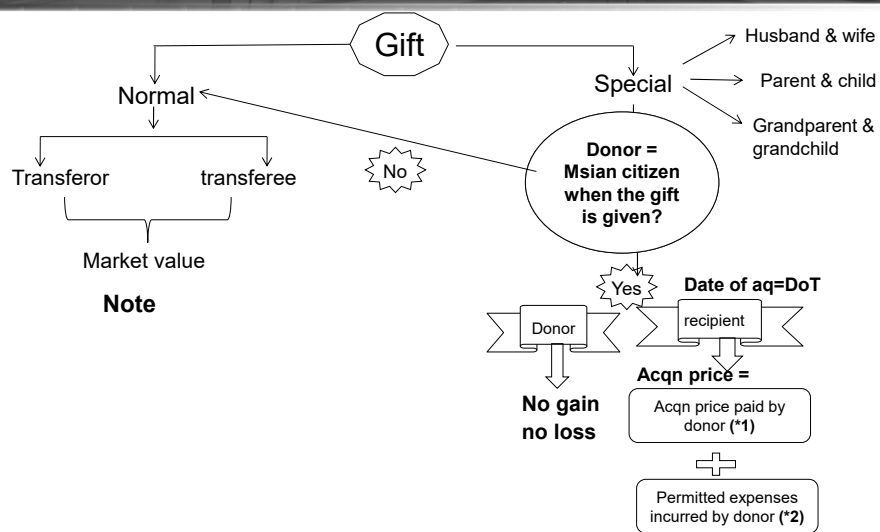 Gift
Normal
Special
Husband & wife
Parent & child
Grandparent &
grandchild
Transferor
transferee
No
Donor =
Msian citizen
when the gift
is given?
Market value
Note
Yes
Date of aq=DoT
Donor
recipient
No gain
no loss
Acqn price =
Acqn price paid by
donor (*1)
Permitted expenses
incurred by donor (*2)